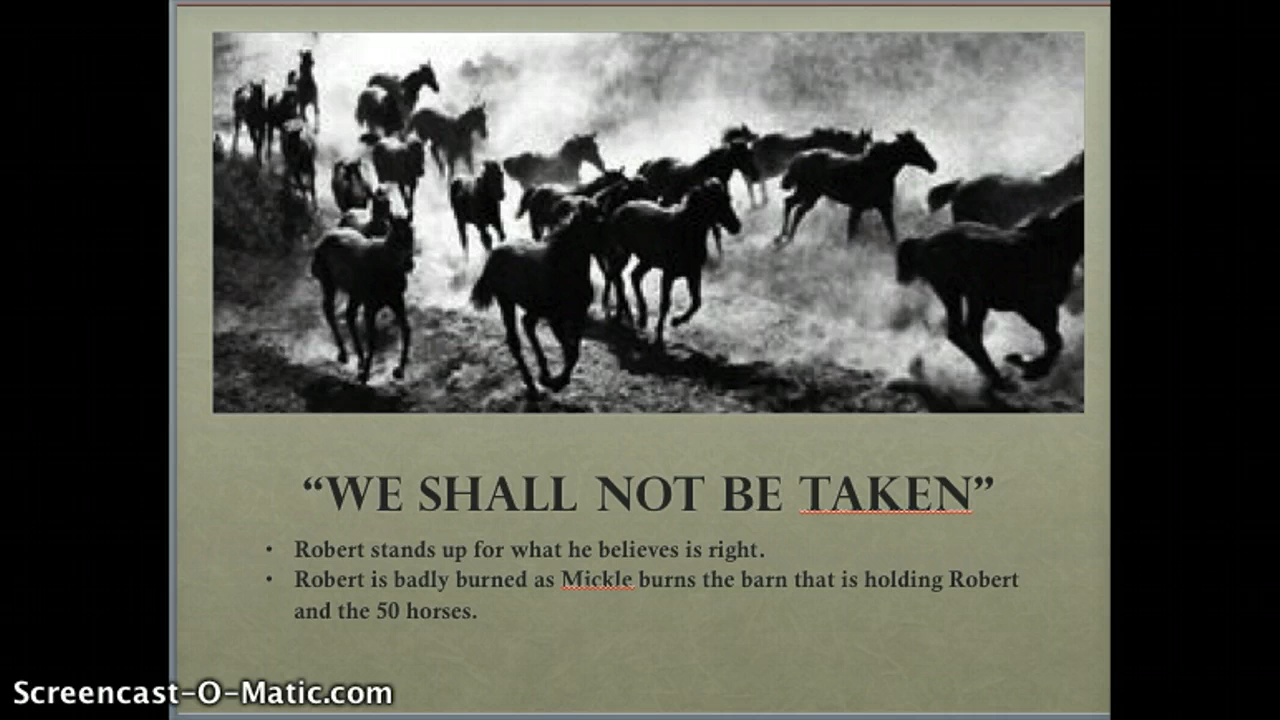 “WE SHALL NOT BE TAKEN”
• Robert stands up for what he believes is right.
• Robert is badly burned as Mickle burns the barn that is holding Robert
and the 50 horses.
Screencast-O-Matic.com